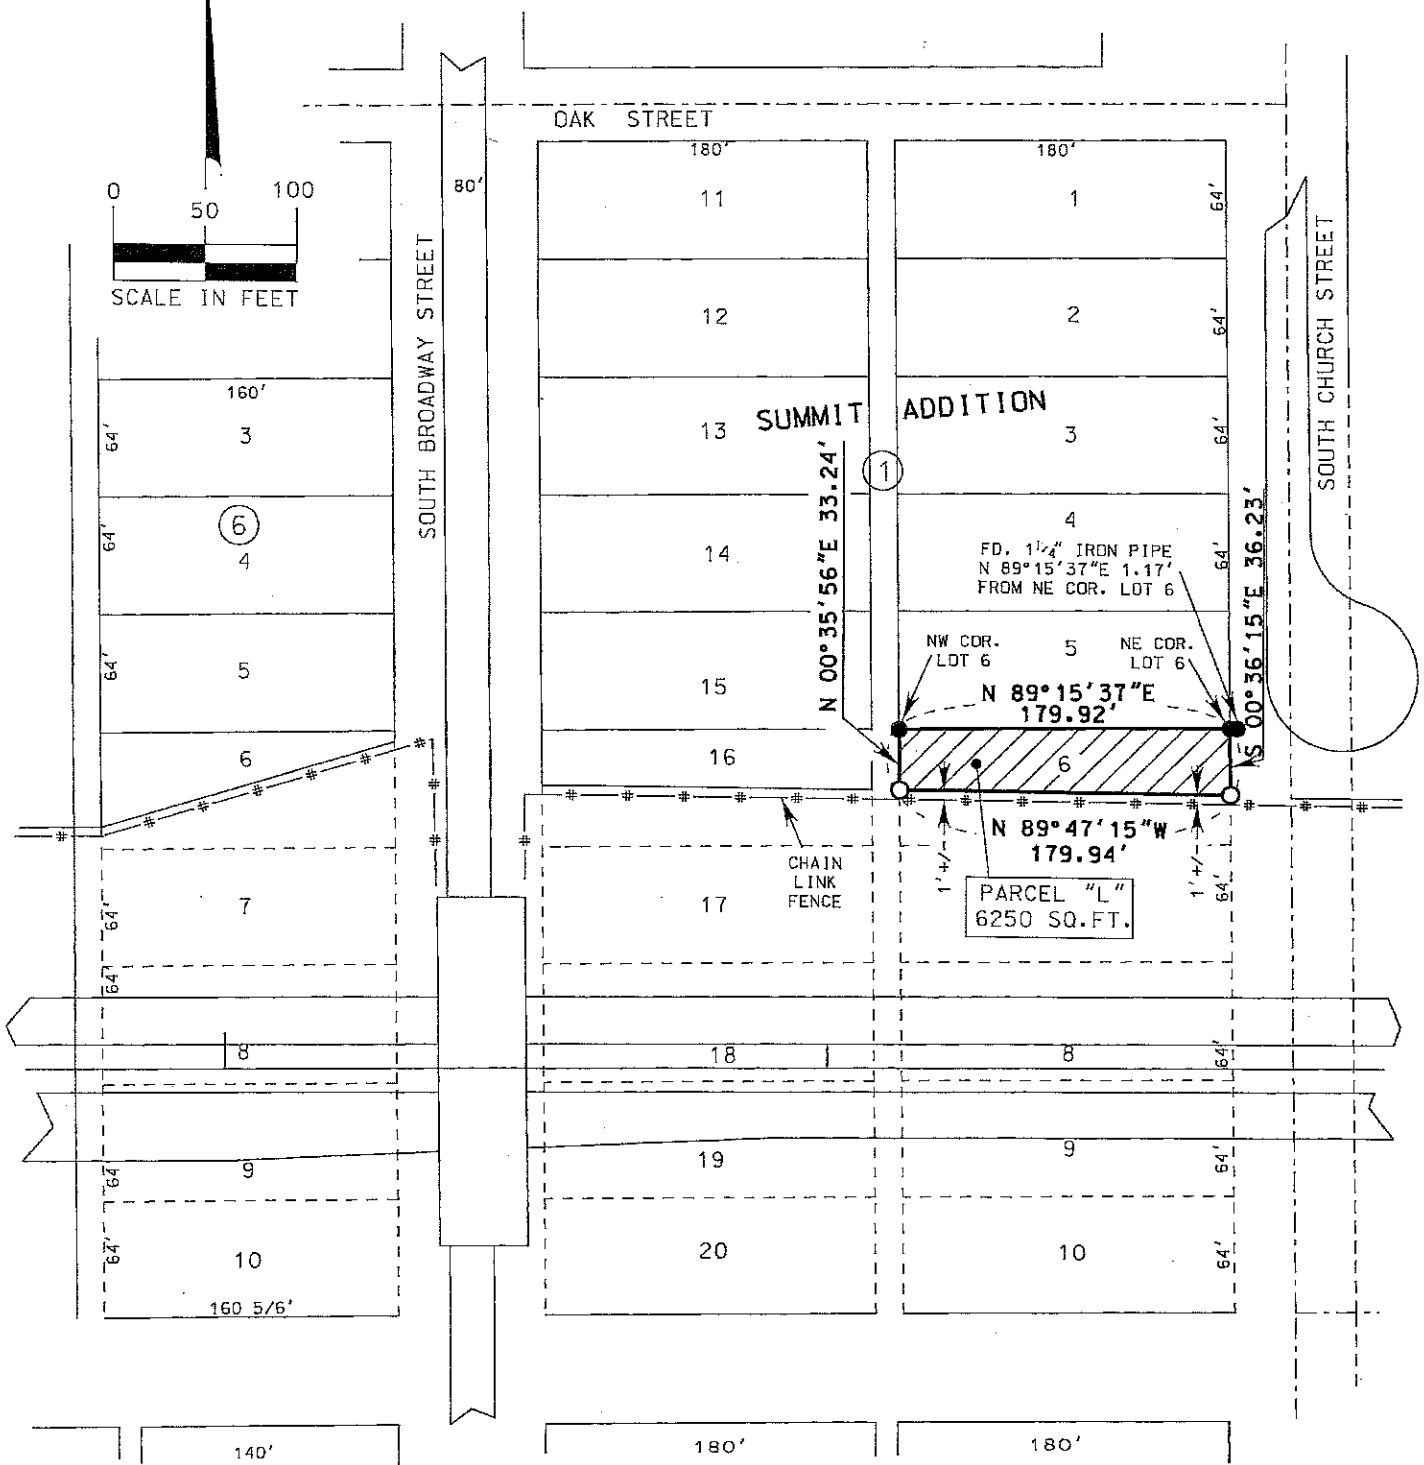 OAK STREET
180'
180'
0
50
100
SCALE IN FEET
80'
11
1
64'
SOUTH BROADWAY STREET
SOUTH CHURCH STREET
12
2
64'
160'
SUMMIT ADDITION
64'
3
13
3
64'
1
6
64'
4
14
4
64'
FD. 1 1/4" IRON PIPE
N 89°15'37"E 1.17'
FROM NE COR. LOT 6
N 00°35'56"E 33.24'
S 00°36'15"E 36.23'
64'
5
15
5
NW COR.
LOT 6
NE COR.
LOT 6
N 89°15'37"E
179.92'
6
16
6
N 89°47'15"W
179.94'
1'+/-
1'+/-
CHAIN
LINK
FENCE
PARCEL "L"
6250 SQ.FT.
64'
7
17
64'
64'
8
18
8
64'
64'
9
19
9
64'
64'
10
20
10
64'
160 5/6'
140'
180'
180'